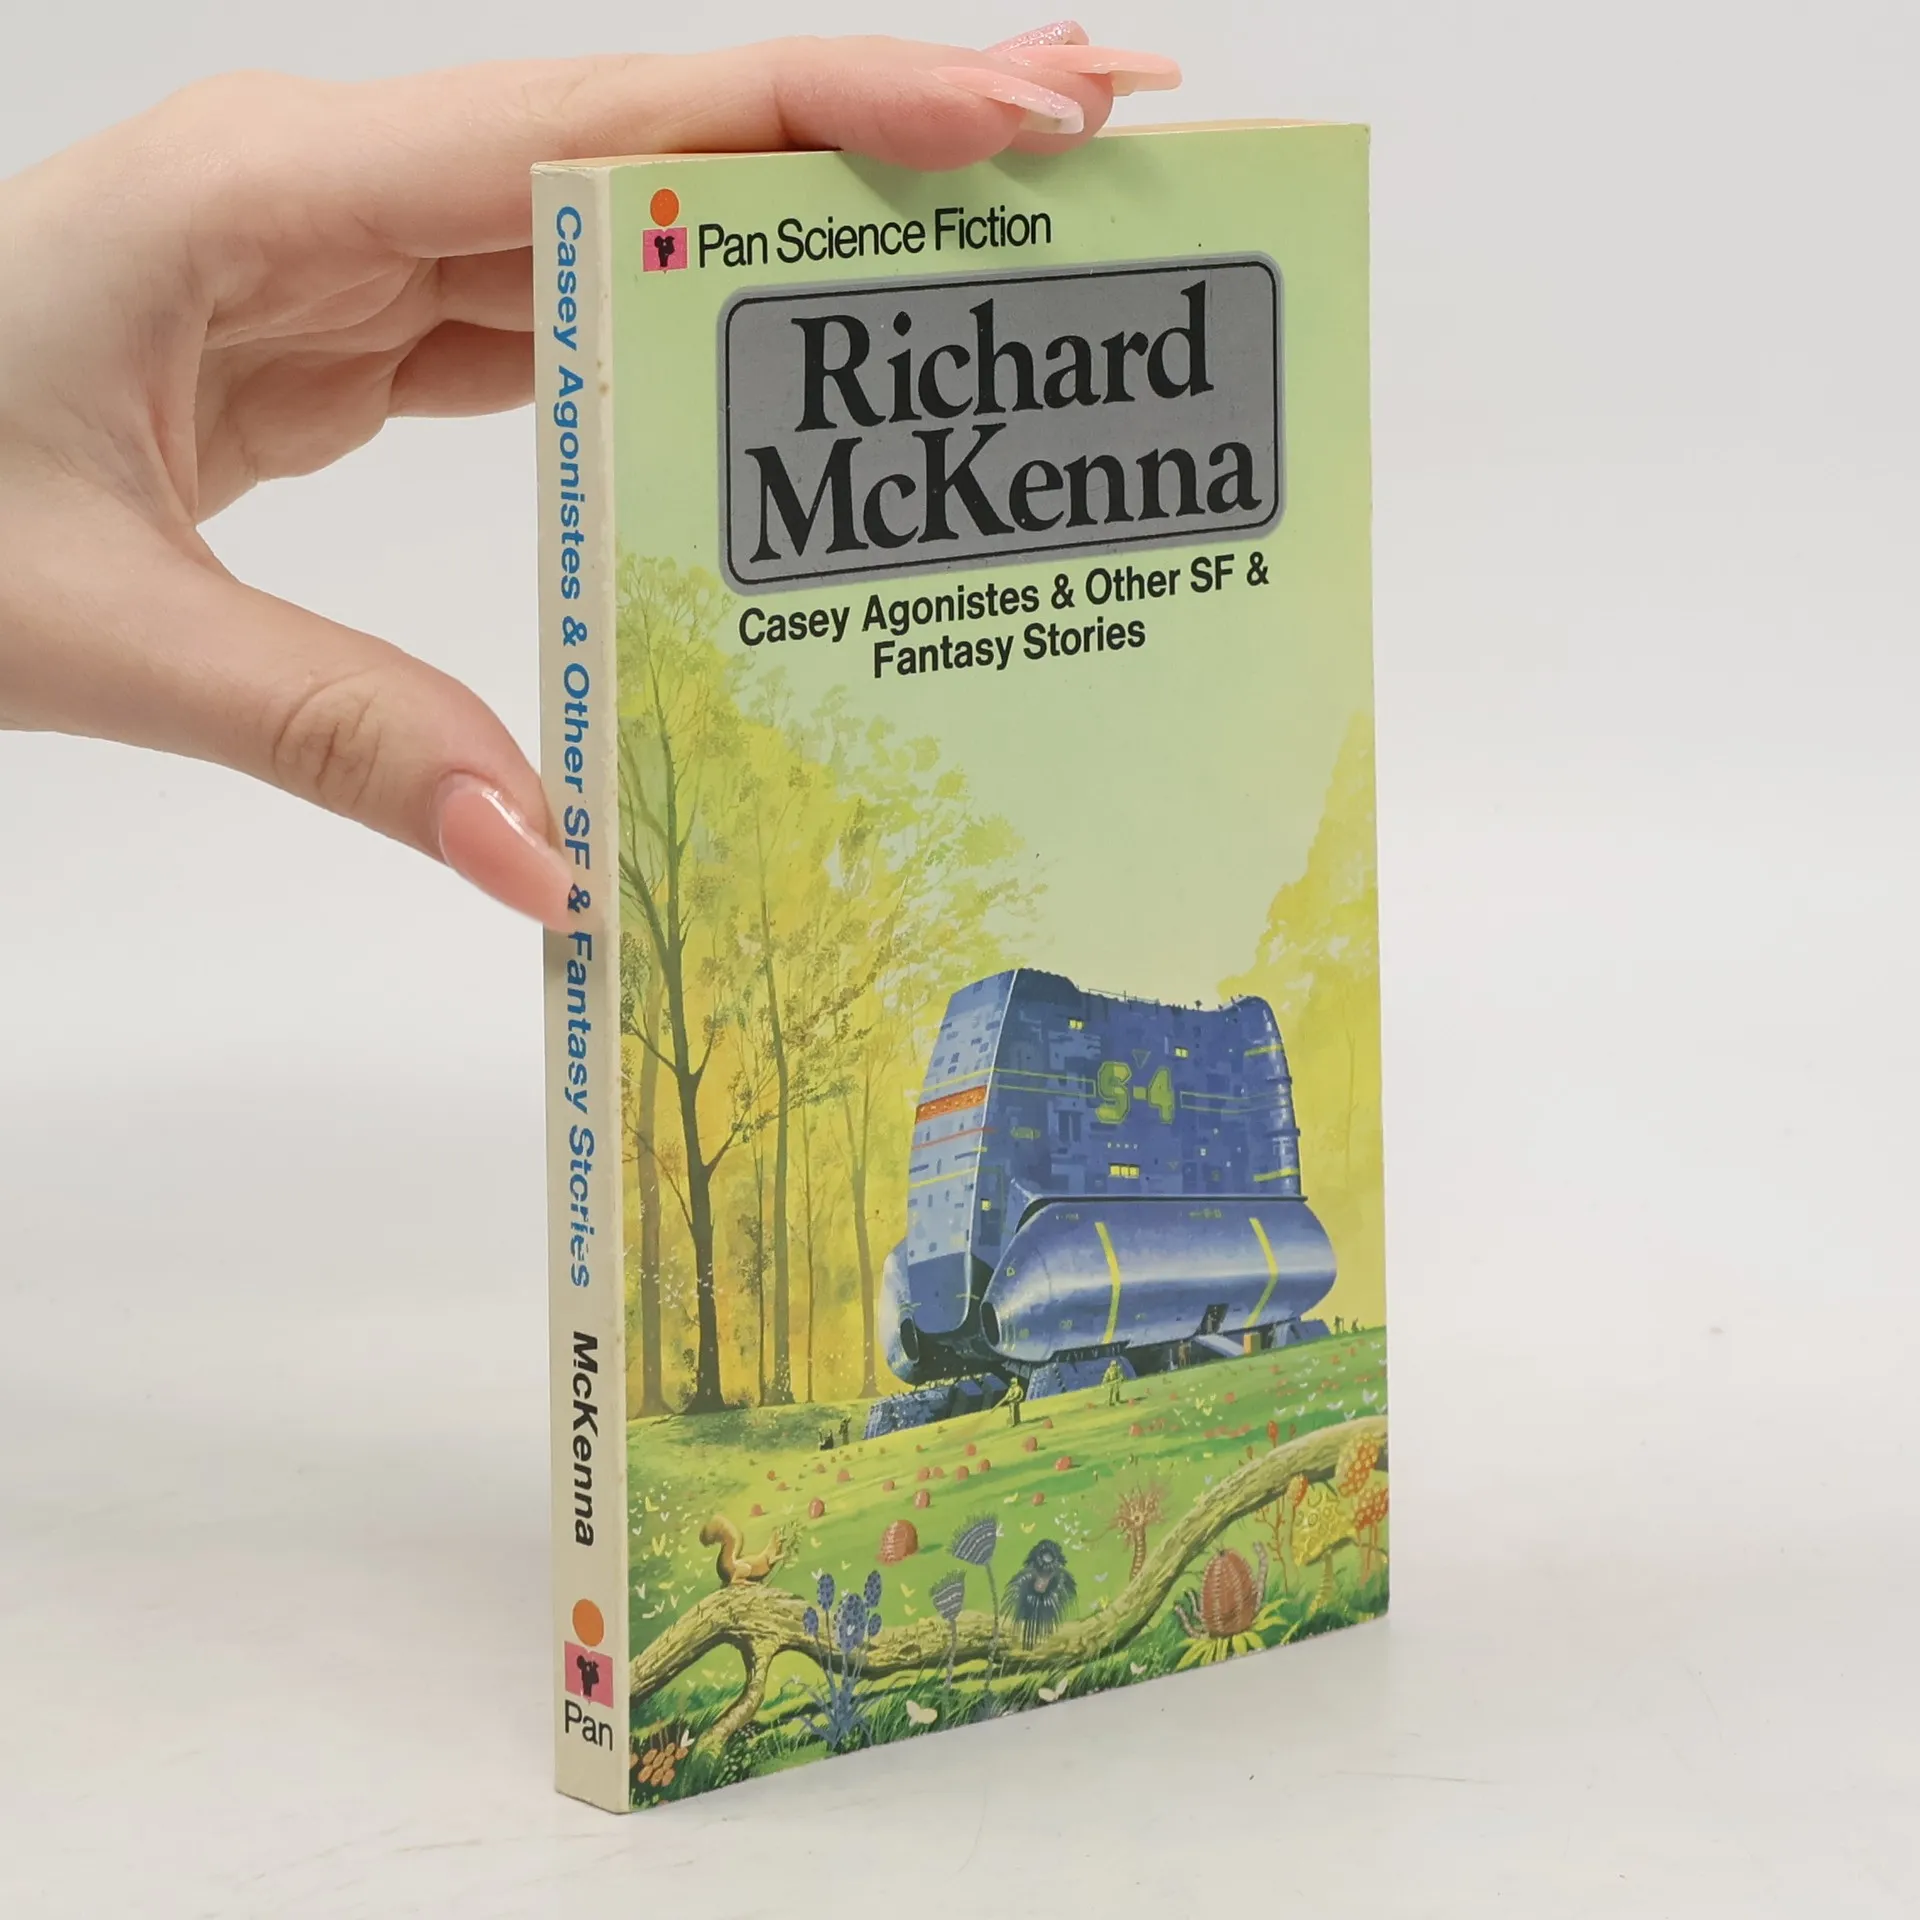 Pan Science Fiction
Richard
McKenna
Casey Agonistes & Other SF &
Fantasy Stories
S-4
Casey Agonistes & Other SF & Fantasy Stories McKenna
Pan